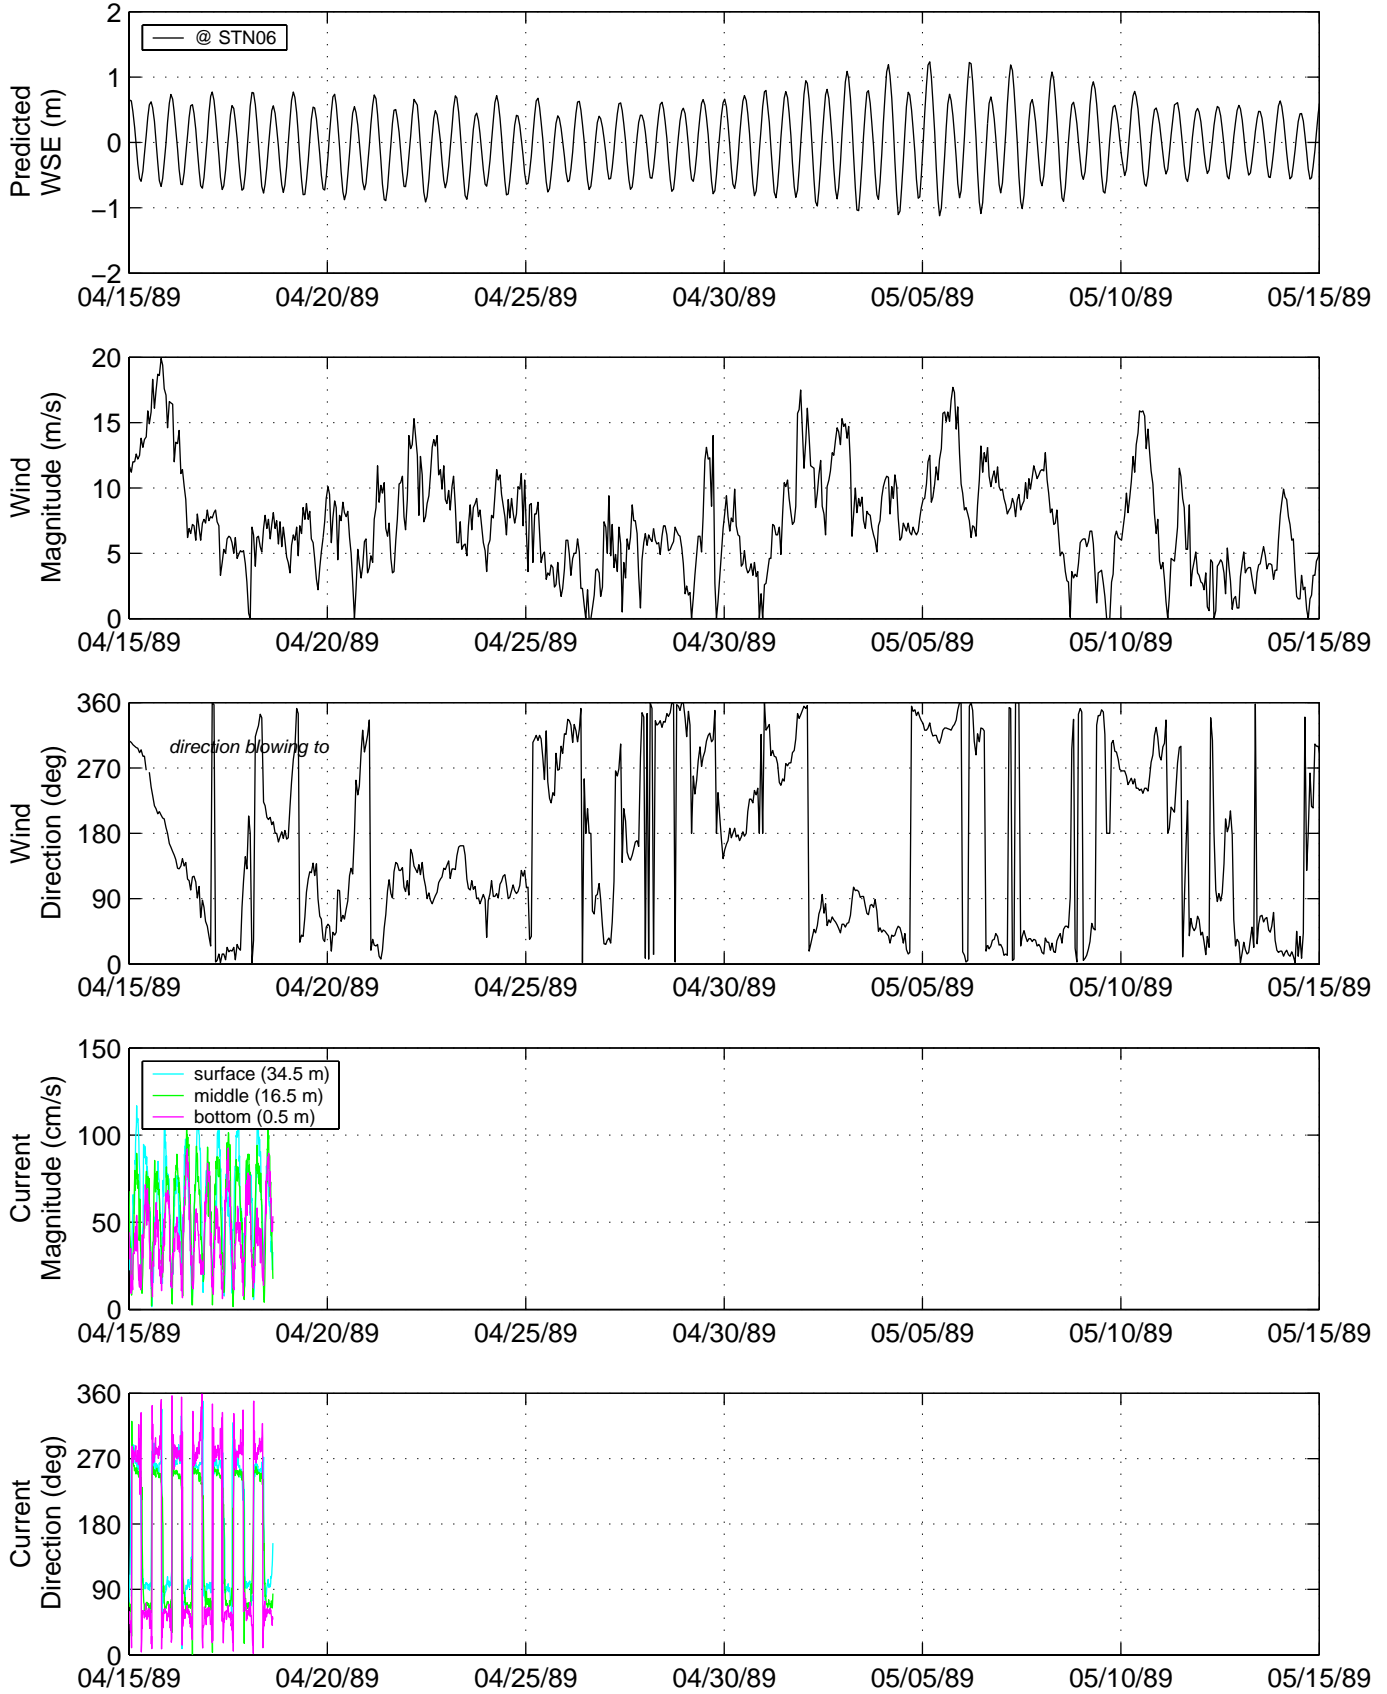 2
1
0
−1
−2
Predicted
WSE (m)
@ STN06
04/15/89 04/20/89 04/25/89 04/30/89 05/05/89 05/10/89 05/15/89
20
15
10
5
0
Wind
Magnitude (m/s)
04/15/89 04/20/89 04/25/89 04/30/89 05/05/89 05/10/89 05/15/89
360
270
180
90
0
Wind
Direction (deg)
direction blowing to
04/15/89 04/20/89 04/25/89 04/30/89 05/05/89 05/10/89 05/15/89
150
100
50
0
Current
Magnitude (cm/s)
surface (34.5 m)
middle (16.5 m)
bottom (0.5 m)
04/15/89 04/20/89 04/25/89 04/30/89 05/05/89 05/10/89 05/15/89
360
270
180
90
0
Current
Direction (deg)
04/15/89 04/20/89 04/25/89 04/30/89 05/05/89 05/10/89 05/15/89